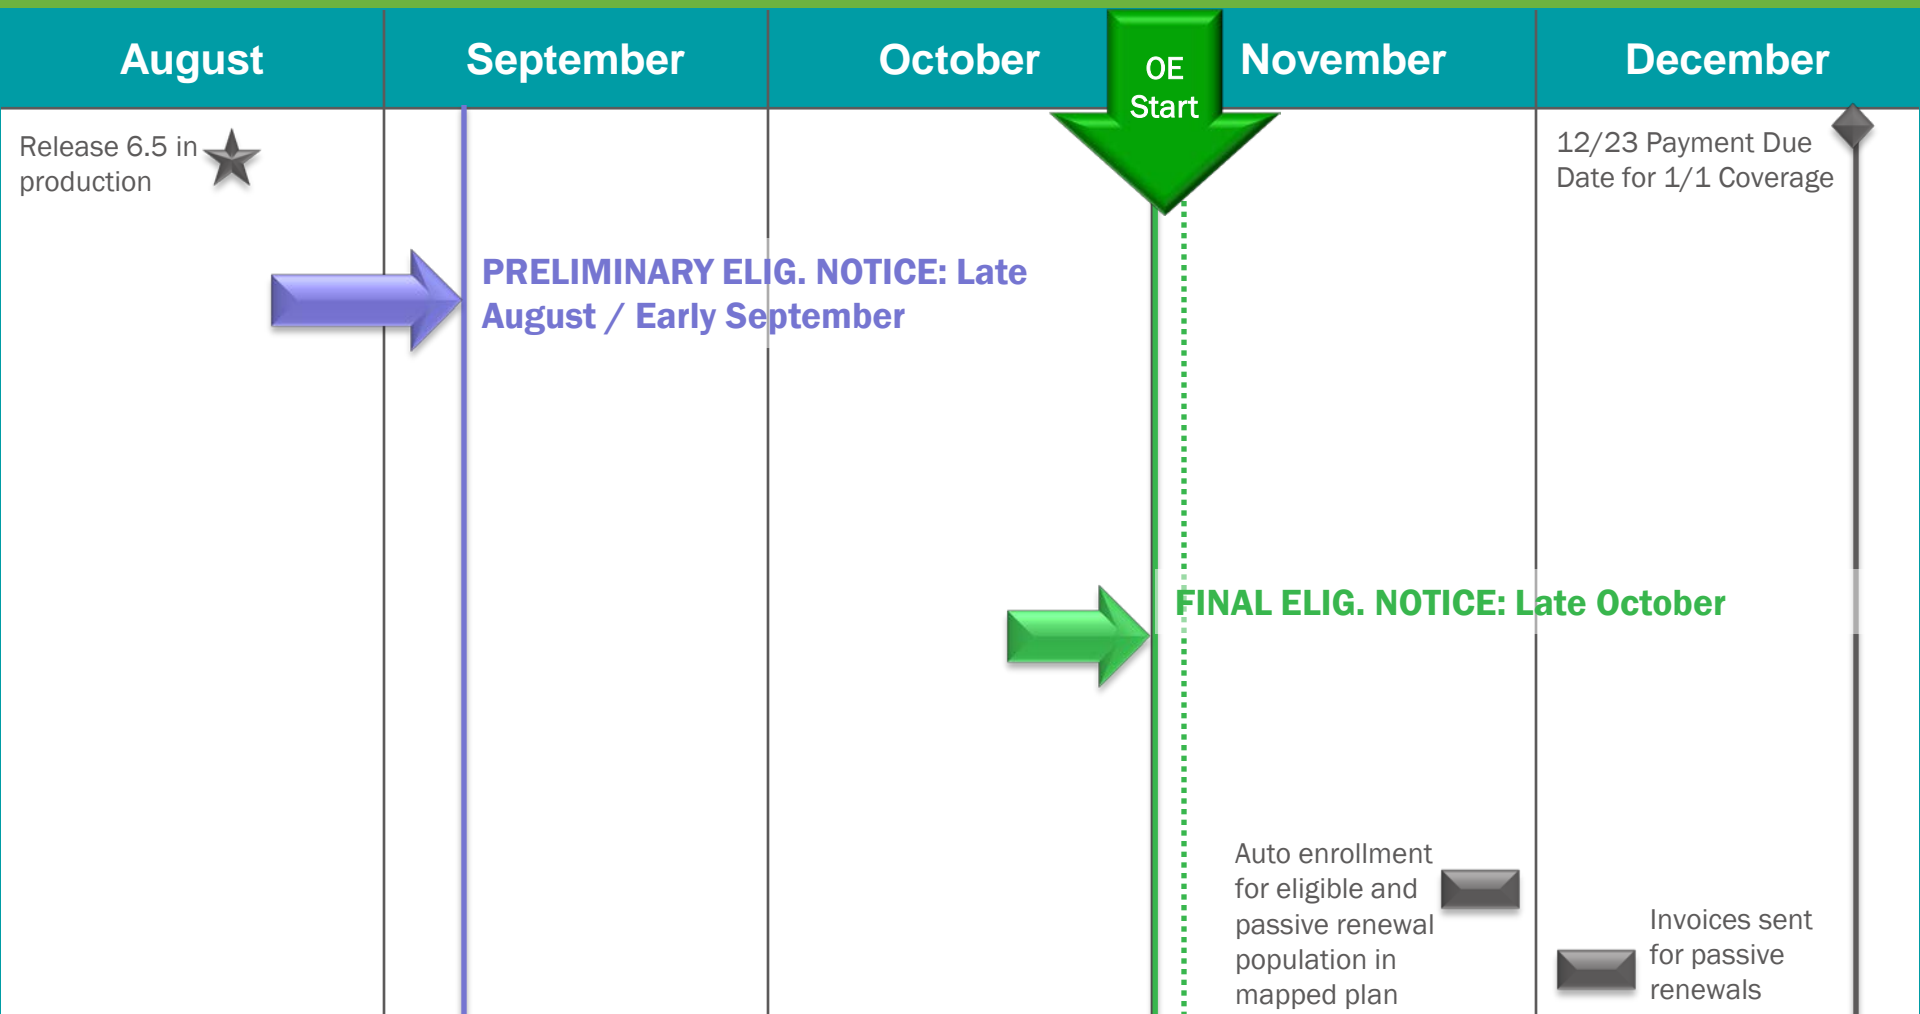 August
September
October
November
December
OE
Start
Release 6.5 in
production
12/23 Payment Due
Date for 1/1 Coverage
PRELIMINARY ELIG. NOTICE: Late
August / Early September
FINAL ELIG. NOTICE: Late October
Auto enrollment
for eligible and
passive renewal
population in
mapped plan
Invoices sent
for passive
renewals